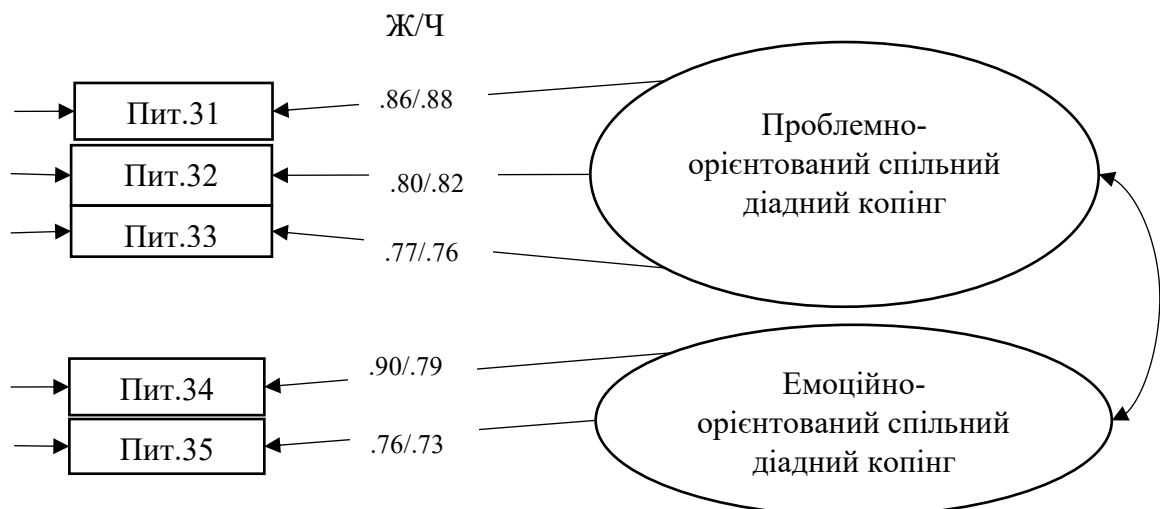 Ж/Ч
Пит.31
.86/.88
Проблемно-
орієнтований спільний
діадний копінг
Пит.32
.80/.82
Пит.33
.77/.76
Пит.34
.90/.79
Емоційно-
орієнтований спільний
діадний копінг
Пит.35
.76/.73